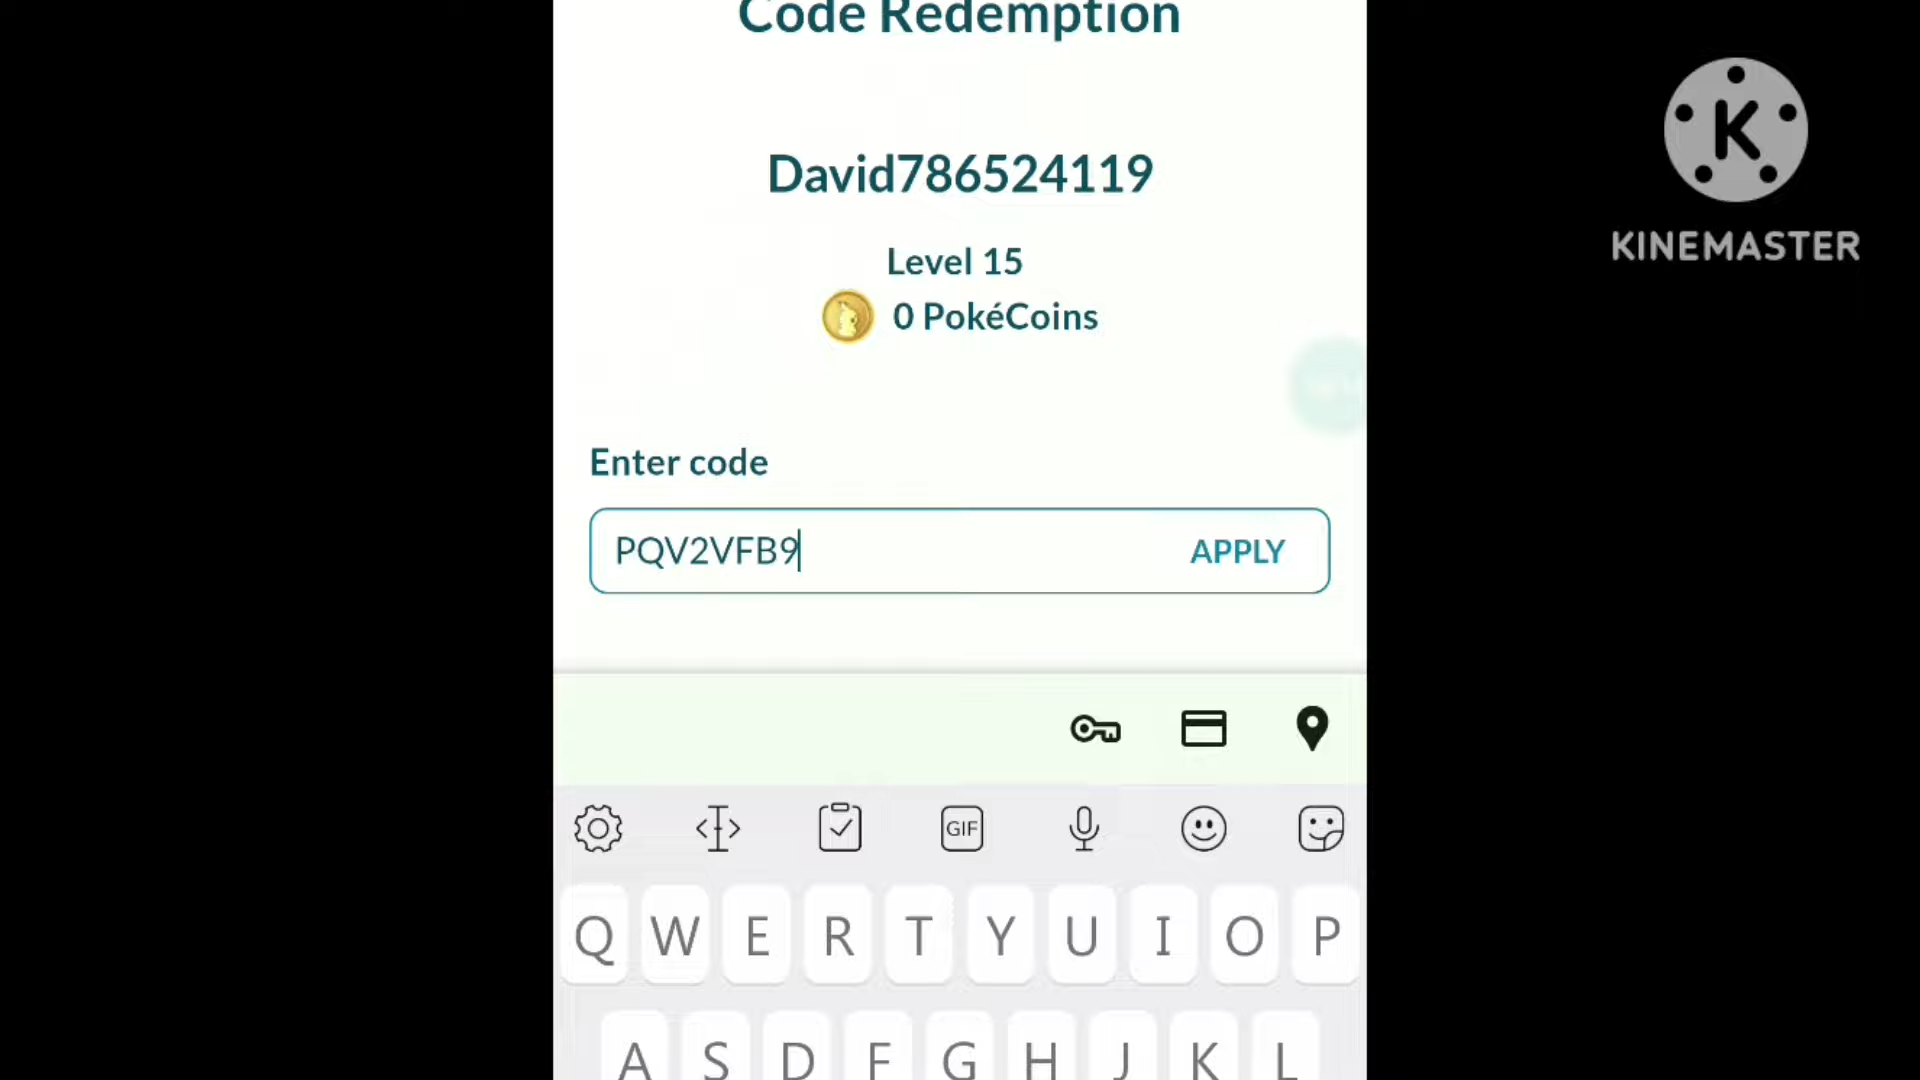 Code Redemption
K
KINEMASTER
David786524119
Level 15
0 PokéCoins
Enter code
PQV2VFB9
APPLY
GIF
Q W E R T Y U I O P
A S D F G H J K L